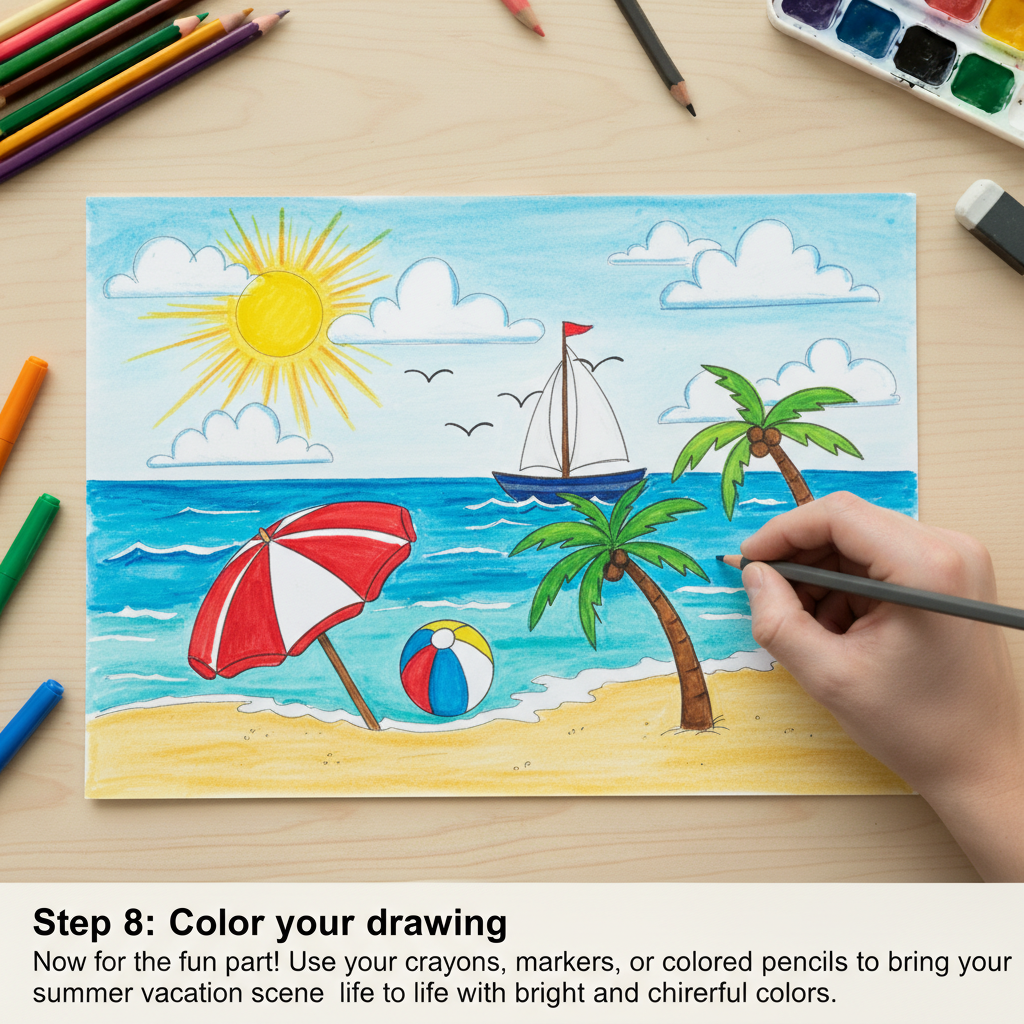 Step 8: Color your drawing
Now for the fun part! Use your crayons, markers, or colored pencils to bring your
summer vacation scene life to life with bright and chirerful colors.